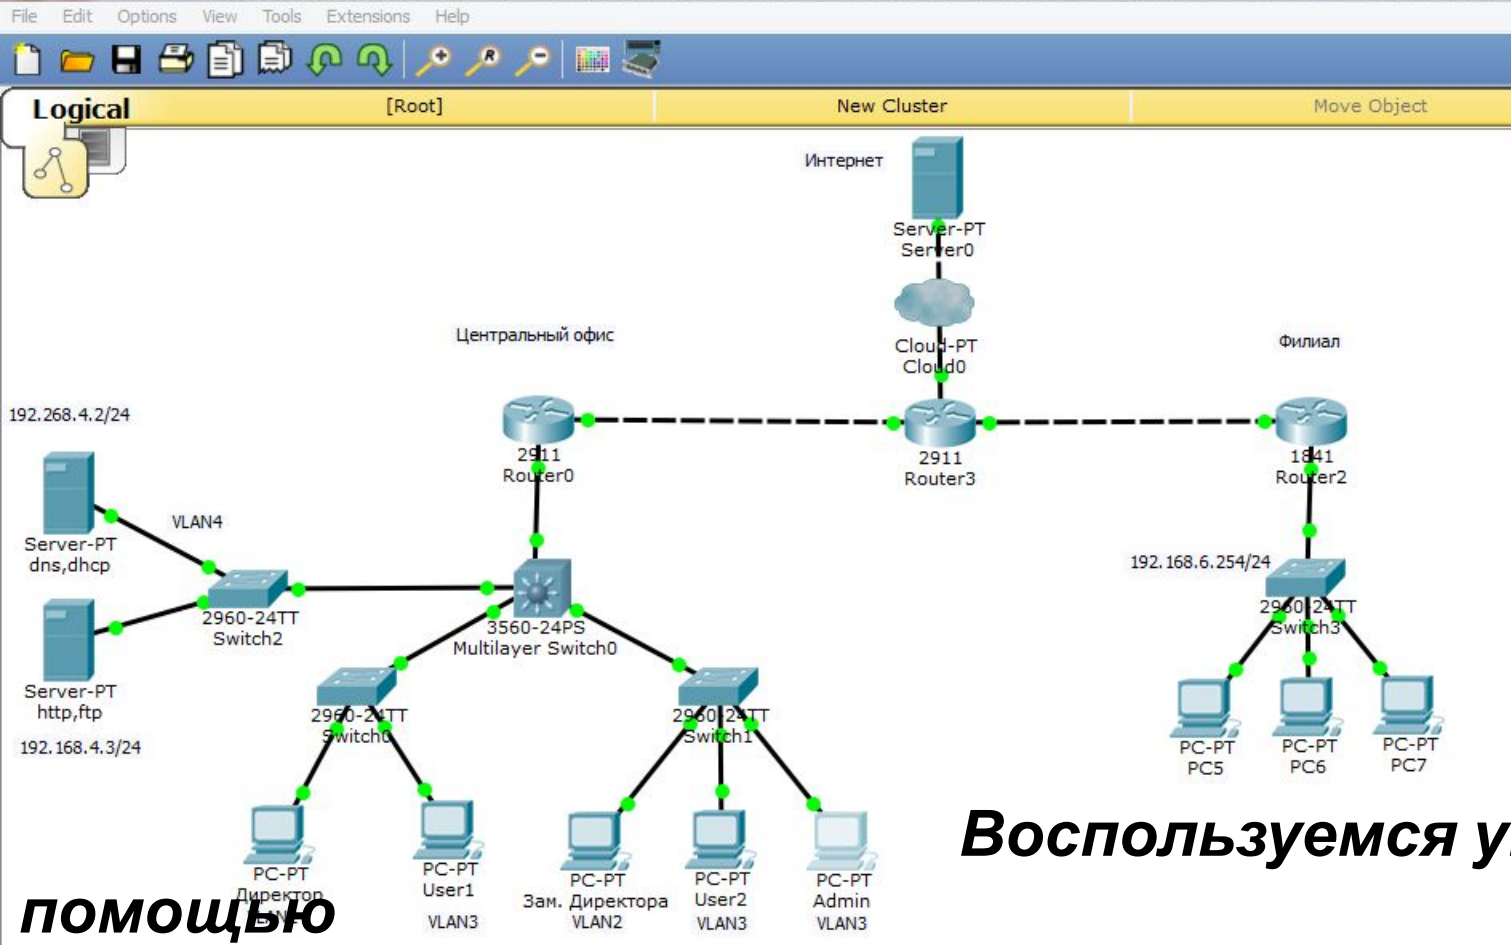 File Edit Options View Tools Extensions Help
Logical [Root] New Cluster Move Object
Интернет
Server-PT
Server0
Cloud-PT
Cloud0
Центральный офис
Филиал
192.268.4.2/24
2911
Router0
2911
Router3
1841
Router2
VLAN4
Server-PT
dns,dhcp
192.168.6.254/24
2960-24TT
Switch2
3560-24PS
Multilayer Switch0
2960-24TT
Switch3
Server-PT
http,ftp
192.168.4.3/24
2960-24TT
Switch0
2960-24TT
Switch1
PC-PT
PC5
PC-PT
PC6
PC-PT
PC7
Воспользуемся
PC-PT
Директор
PC-PT
User1
VLAN3
PC-PT
Зам. Директора
VLAN2
PC-PT
User2
VLAN3
PC-PT
Admin
VLAN3
помощью